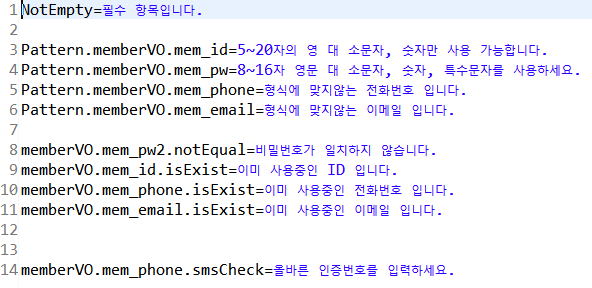 1 NotEmpty=필수 항목입니다.
2
3 Pattern.memberVO.mem_id=5~20자의 영 대 소문자, 숫자만 사용 가능합니다.
4 Pattern.memberVO.mem_pw=8~16자 영문 대 소문자, 숫자, 특수문자를 사용하세요.
5 Pattern.memberVO.mem_phone=형식에 맞지않는 전화번호 입니다.
6 Pattern.memberVO.mem_email=형식에 맞지않는 이메일 입니다.
7
8 memberVO.mem_pw2.notEqual=비밀번호가 일치하지 않습니다.
9 memberVO.mem_id.isExist=이미 사용중인 ID 입니다.
10 memberVO.mem_phone.isExist=이미 사용중인 전화번호 입니다.
11 memberVO.mem_email.isExist=이미 사용중인 이메일 입니다.
12
13
14 memberVO.mem_phone.smsCheck=올바른 인증번호를 입력하세요.